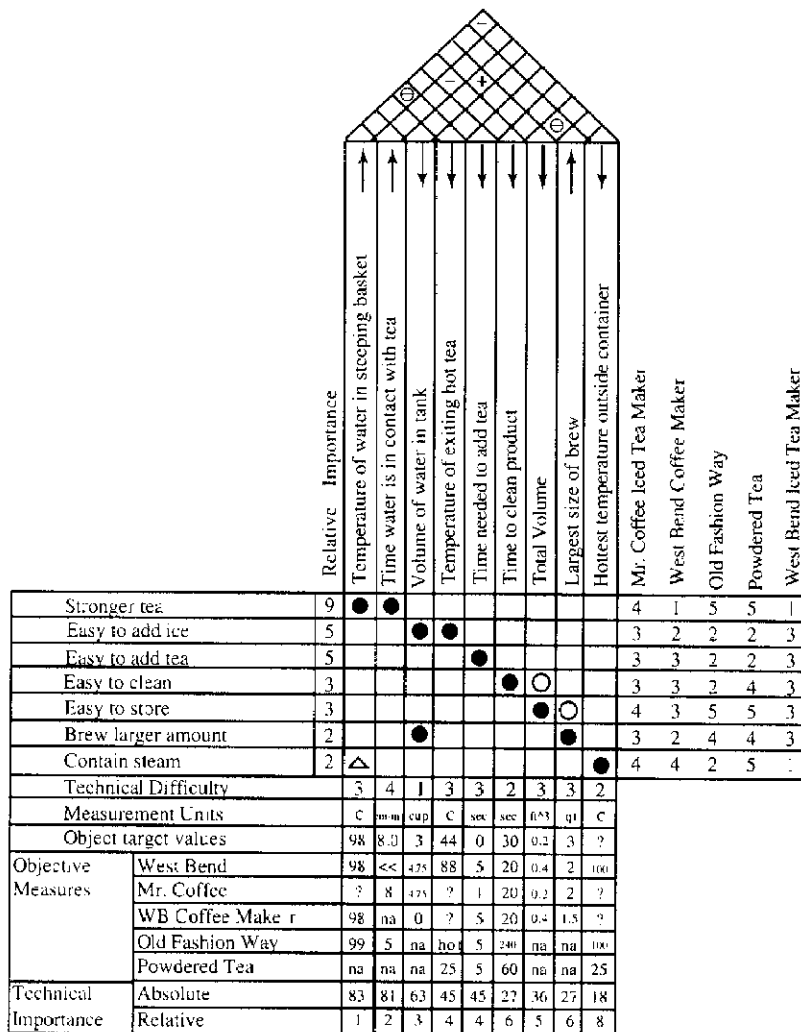 Relative Importance
Temperature of water in steeping basket
Time water is in contact with tea
Volume of water in tank
Temperature of exiting hot tea
Time needed to add tea
Time to clean product
Total Volume
Largest size of brew
Hottest temperature outside container
Mr. Coffee Iced Tea Maker
West Bend Coffee Maker
Old Fashion Way
Powdered Tea
West Bend Iced Tea Maker
Stronger tea 9 4 1 5 5 1
Easy to add ice 5 3 2 2 2 3
Easy to add tea 5 3 3 2 2 3
Easy to clean 3 3 3 2 4 3
Easy to store 3 4 3 5 5 3
Brew larger amount 2 3 2 4 4 3
Contain steam 2 4 4 2 5 1
Technical Difficulty 3 4 1 3 3 2 3 3 2
Measurement Units C cup C sec sec ft^3 qt C
Object target values 98 8.0 3 44 0 30 0.2 3 ?
Objective Measures
West Bend 98 << 4.75 88 5 20 0.4 2 100
Mr. Coffee ? 8 4.75 ? 1 20 0.2 2 ?
WB Coffee Make r 98 na 0 ? 5 20 0.4 1.5 ?
Old Fashion Way 99 5 na hot 5 240 na na 100
Powdered Tea na na na 25 5 60 na na 25
Technical Importance
Absolute 83 81 63 45 45 27 36 27 18
Relative 1 2 3 4 4 6 5 6 8